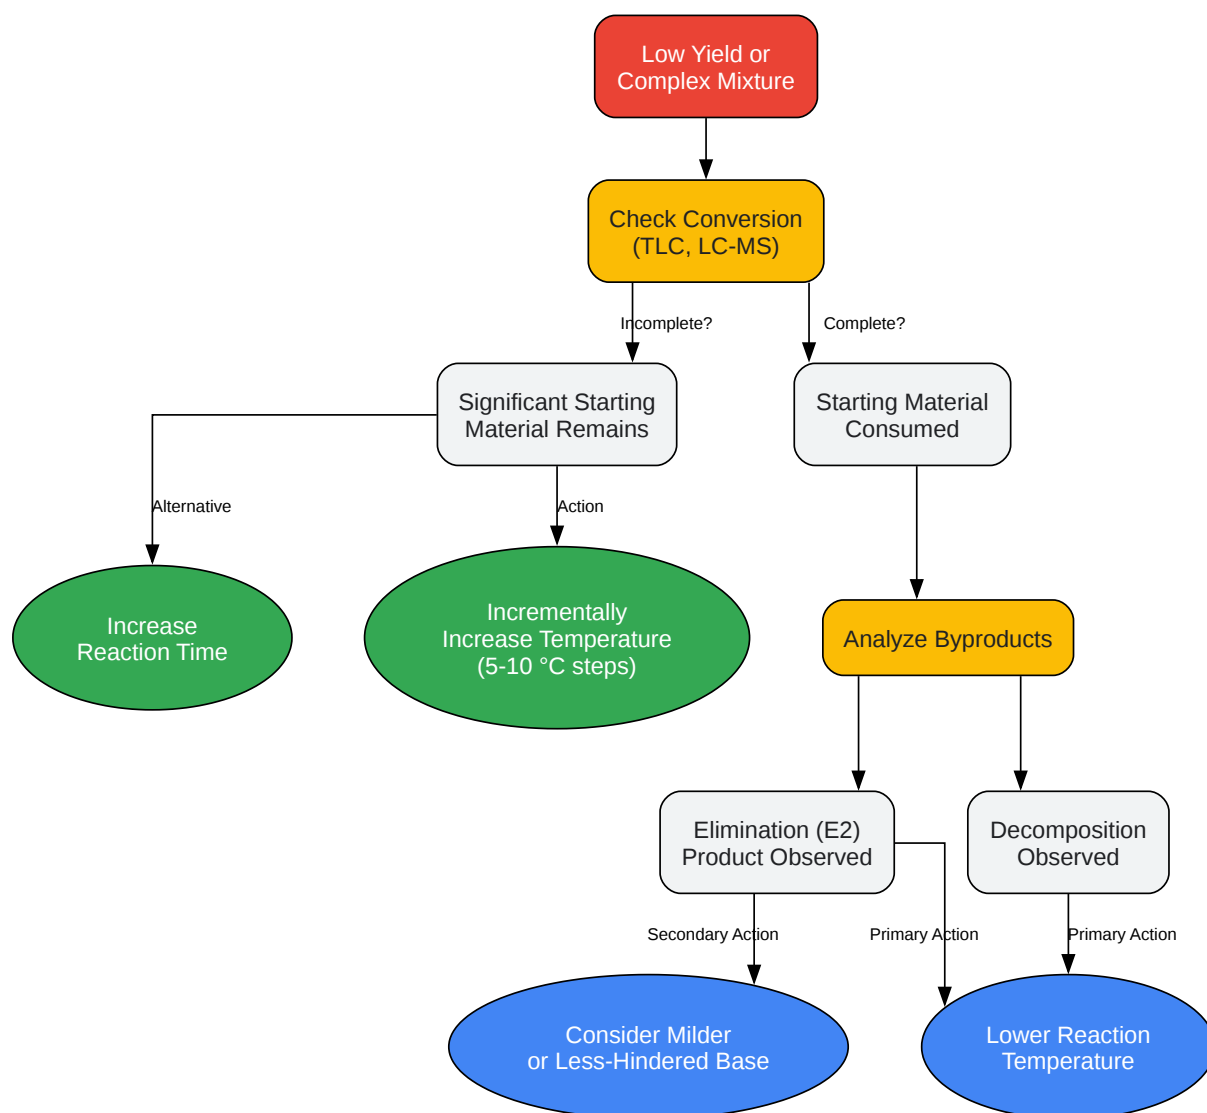 Low Yield or
Complex Mixture
Check Conversion
(TLC, LC-MS)
Incomplete?
Complete?
Significant Starting
Material Remains
Starting Material
Consumed
Alternative
Action
Increase
Reaction Time
Incrementally
Increase Temperature
(5-10 °C steps)
Analyze Byproducts
Elimination (E2)
Product Observed
Decomposition
Observed
Secondary Action
Primary Action
Primary Action
Consider Milder
or Less-Hindered Base
Lower Reaction
Temperature